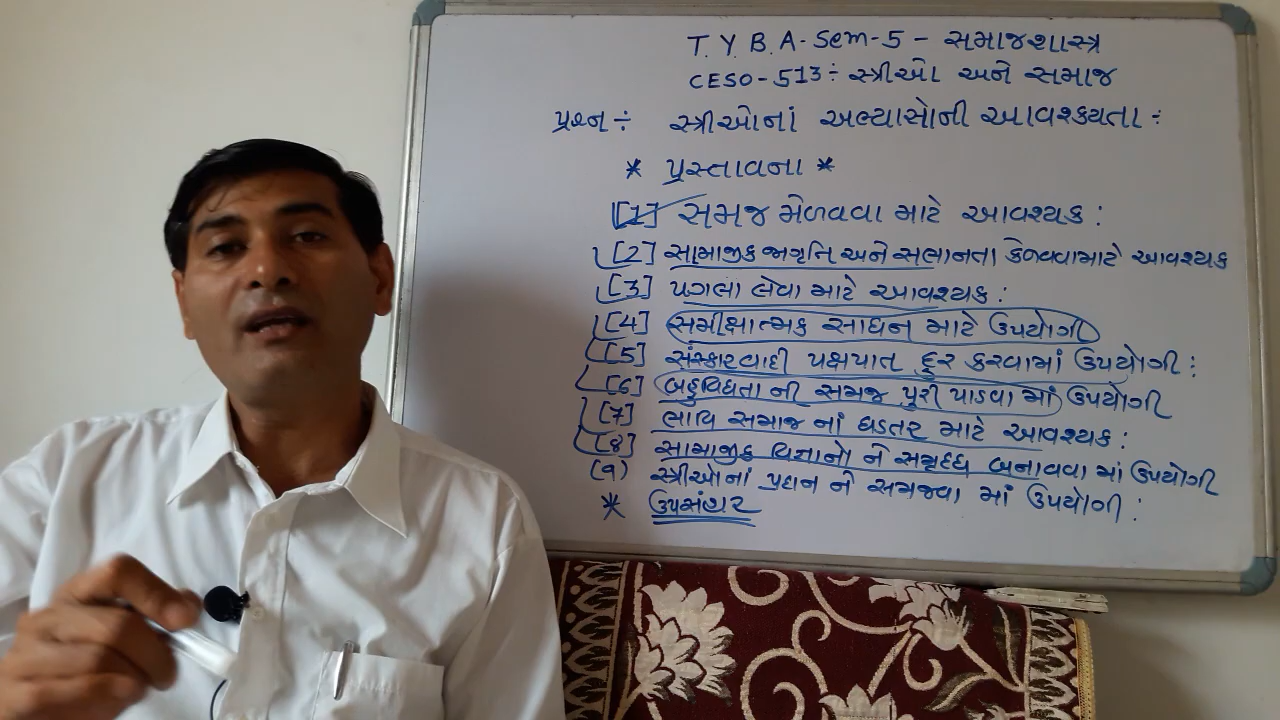 T.Y.B.A-Sem-5 - સમાજશાસ્ત્ર
CESO-513 ÷ સ્ત્રીઓ અને સમાજ
પ્રશ્ન ÷ સ્ત્રીઓનાં અભ્યાસોની આવશ્કયતા ÷
* પ્રસ્તાવના *
[1] સમજ મેળવવા માટે આવશ્યક :
[2] સામાજીક જાગૃતિ અને સભાનતા કેળવવામાટે આવશ્યક
[3] પગલા લેવા માટે આવશ્યક :
[4] સમીક્ષાત્મક સાધન માટે ઉપયોગી
[5] સંસ્કારવાદી પક્ષપાત દૂર કરવામાં ઉપયોગી :
[6] બહુવિધતા ની સમજ પુરી પાડવા માં ઉપયોગી
[7] ભાવિ સમાજ નાં ઘડતર માટે આવશ્યક :
[8] સામાજીક વિજ્ઞાનો ને સમૃદ્ધ બનાવવા માં ઉપયોગી
(૧) સ્ત્રીઓનાં પ્રદાન ને સમજવા માં ઉપયોગી :
* ઉપસંહાર